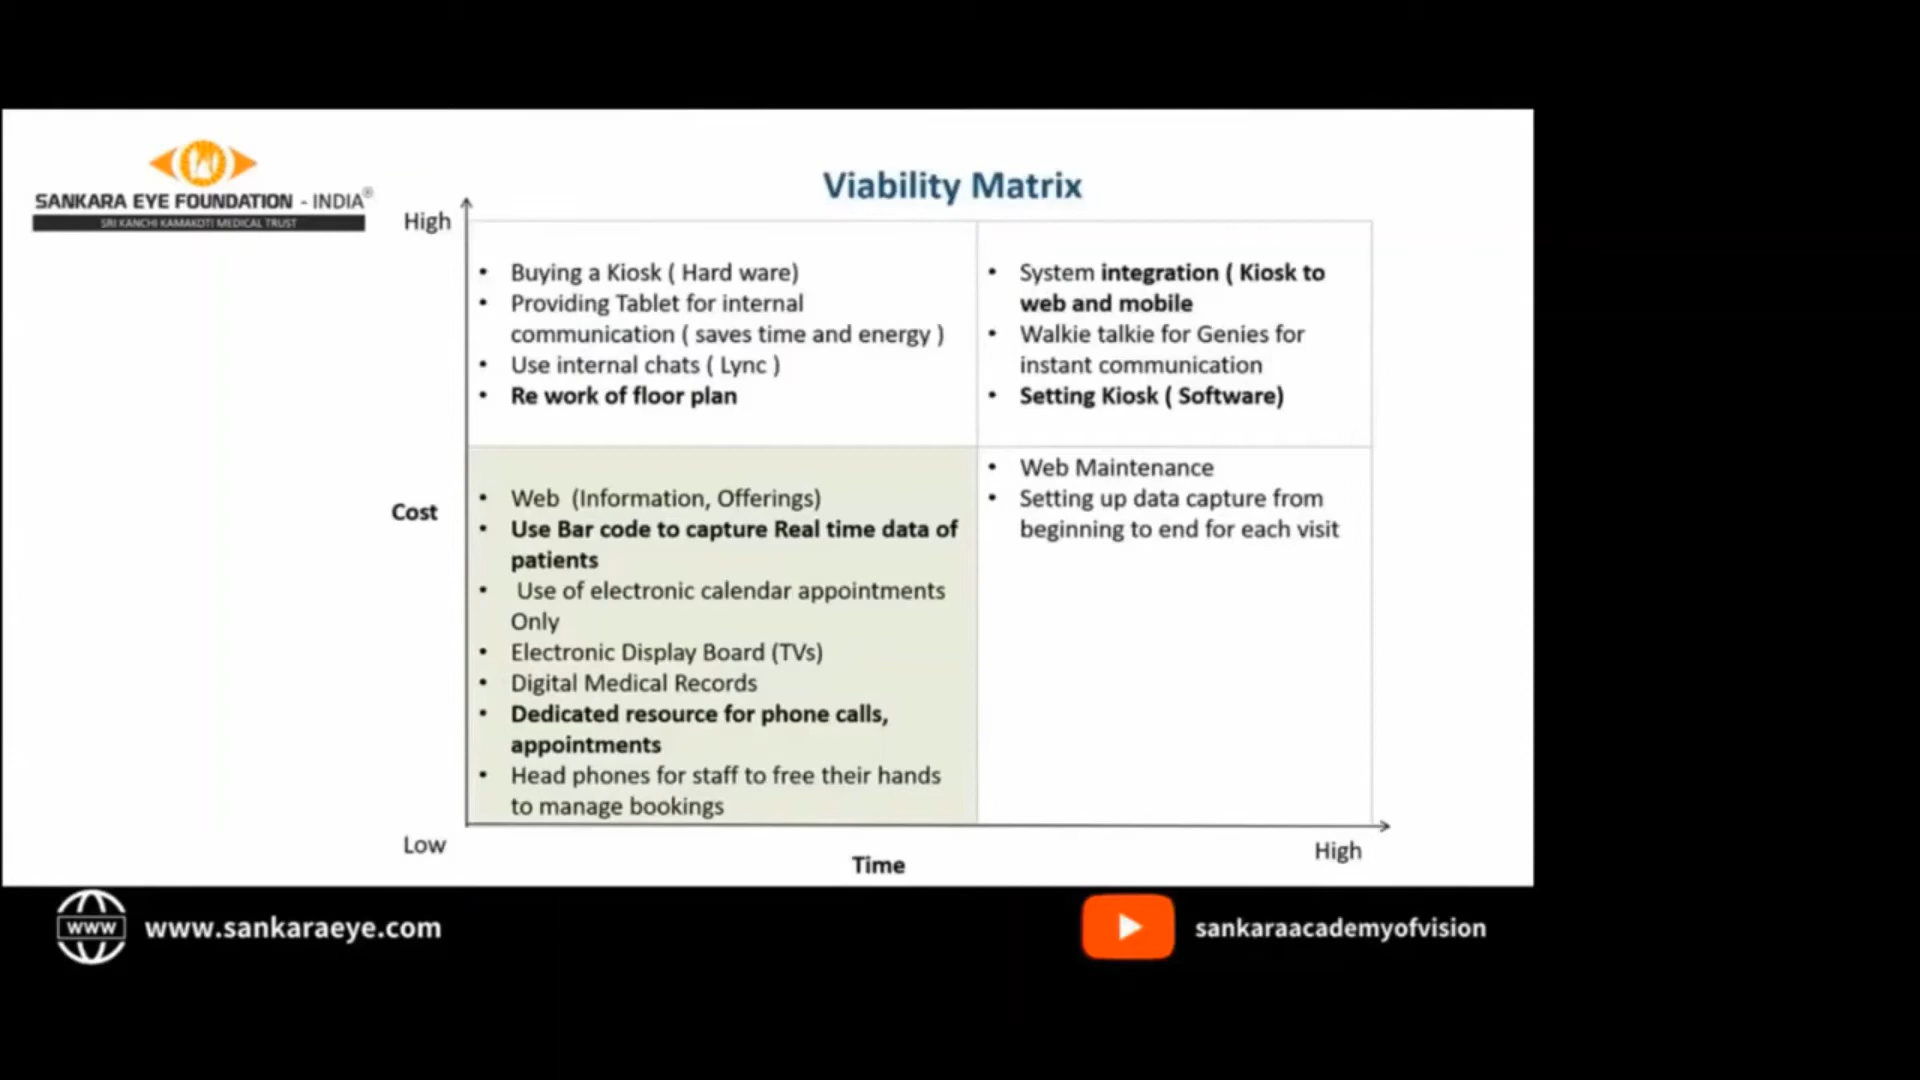 SANKARA EYE FOUNDATION - INDIA®
SRI KANCHI KAMAKOTI MEDICAL TRUST
Viability Matrix
High
• Buying a Kiosk ( Hard ware)
• Providing Tablet for internal
communication ( saves time and energy )
• Use internal chats ( Lync )
• Re work of floor plan
• System integration ( Kiosk to
web and mobile
• Walkie talkie for Genies for
instant communication
• Setting Kiosk ( Software)
Cost
• Web (Information, Offerings)
• Use Bar code to capture Real time data of
patients
• Use of electronic calendar appointments
Only
• Electronic Display Board (TVs)
• Digital Medical Records
• Dedicated resource for phone calls,
appointments
• Head phones for staff to free their hands
to manage bookings
• Web Maintenance
• Setting up data capture from
beginning to end for each visit
Low
Time
High
www
www.sankaraeye.com
sankaraacademyofvision